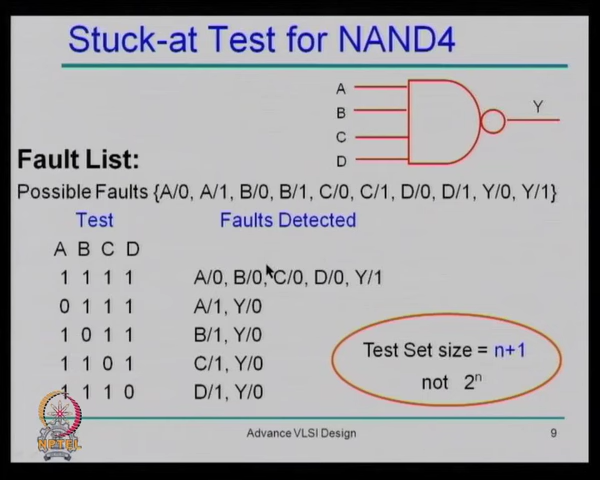 Stuck-at Test for NAND4
A
B
C
D
Y
Fault List:
Possible Faults {A/0, A/1, B/0, B/1, C/0, C/1, D/0, D/1, Y/0, Y/1}
Test Faults Detected
A B C D
1 1 1 1 A/0, B/0, C/0, D/0, Y/1
0 1 1 1 A/1, Y/0
1 0 1 1 B/1, Y/0
1 1 0 1 C/1, Y/0
1 1 1 0 D/1, Y/0
Test Set size = n+1
not 2ⁿ
NPTEL
Advance VLSI Design 9